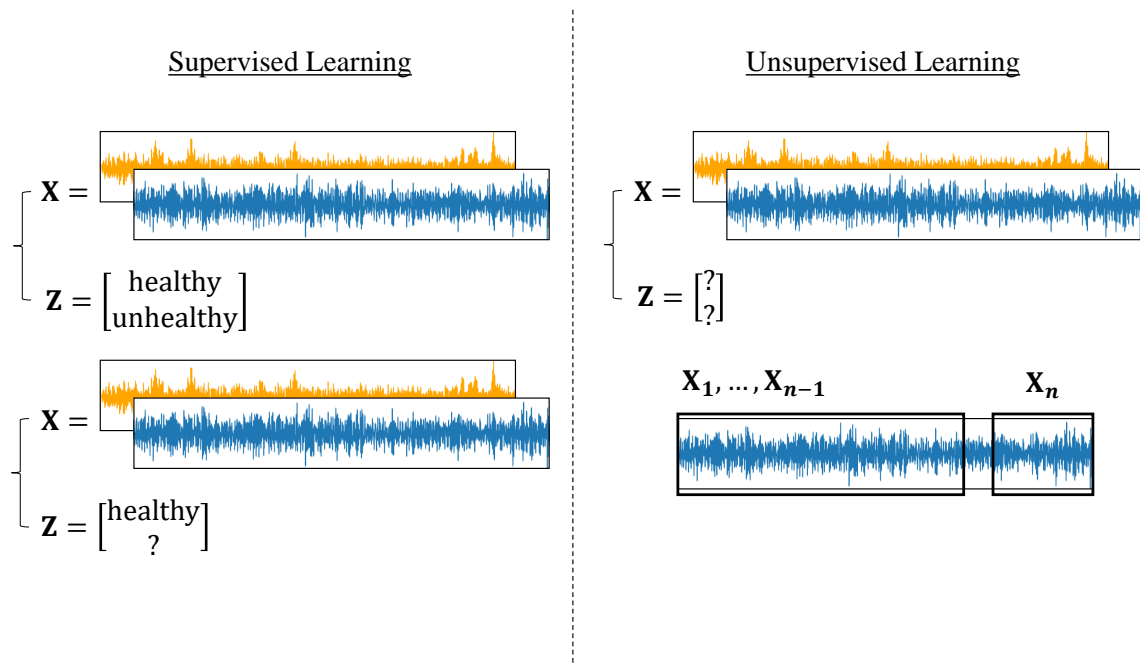 Supervised Learning
X =
Z = [healthy
unhealthy]
X =
Z = [healthy
?]
Unsupervised Learning
X =
Z = [?
?]
X₁, … , Xₙ₋₁
Xₙ